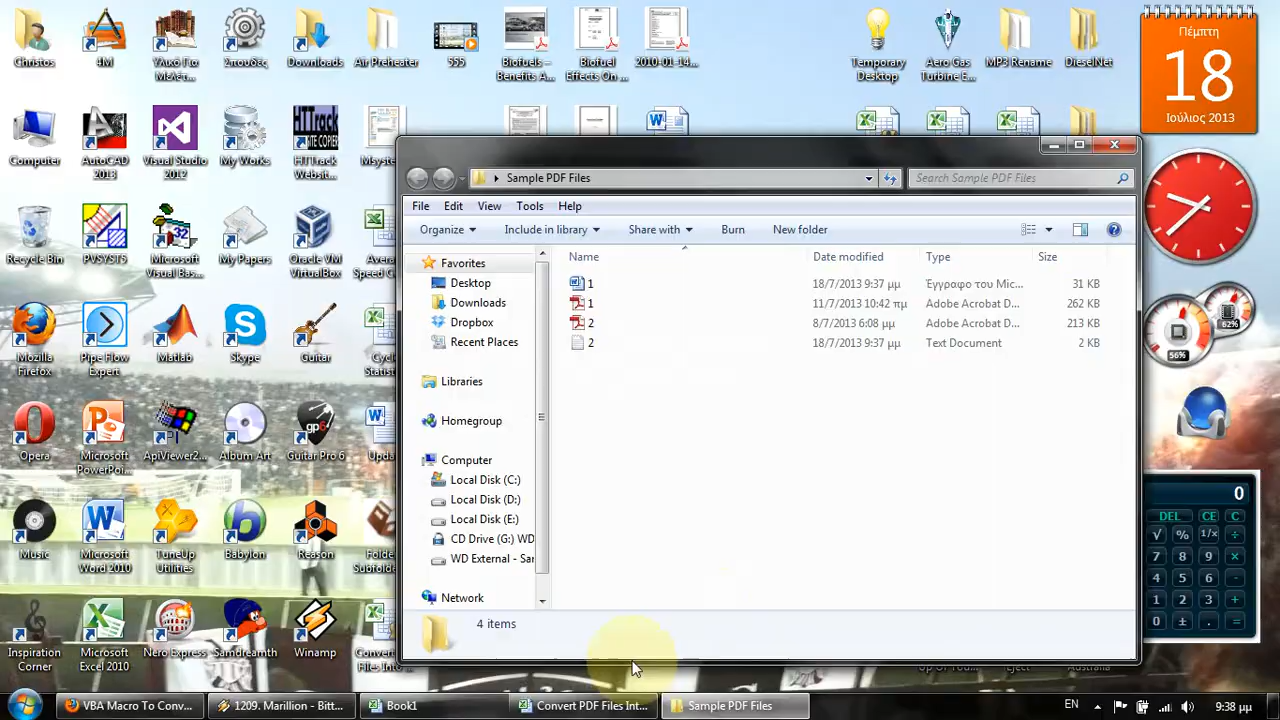 Christos
4M
Υλικό Για
Μελέτ...
Σπουδες
Downloads
Air Preheater
555
Biofuels –
Benefits A...
Biofuel
Effects On ...
2010-01-14...
Temporary
Desktop
Aero Gas
Turbine E...
MP3 Rename
DieselNet
Πέμπτη
18
Ιούλιος 2013
Computer
AutoCAD
2013
Visual Studio
2012
My Works
HTTrack
Websit...
Recycle Bin
PVSYST5
Microsoft
Visual Bas...
My Papers
Oracle VM
VirtualBox
Mozilla
Firefox
Pipe Flow
Expert
Matlab
Skype
Guitar
Opera
Microsoft
PowerPoi...
ApiViewer2...
Album Art
Guitar Pro 6
Music
Microsoft
Word 2010
TuneUp
Utilities
Babylon
Reason
Inspiration
Corner
Microsoft
Excel 2010
Nero Express
Samdreamth
Winamp
Sample PDF Files
Search Sample PDF Files
File Edit View Tools Help
Organize Include in library Share with Burn New folder
Name Date modified Type Size
1 18/7/2013 9:37 μμ Έγγραφο του Mic... 31 KB
1 11/7/2013 10:42 πμ Adobe Acrobat D... 262 KB
2 8/7/2013 6:08 μμ Adobe Acrobat D... 213 KB
2 18/7/2013 9:37 μμ Text Document 2 KB
Favorites
Desktop
Downloads
Dropbox
Recent Places
Libraries
Homegroup
Computer
Local Disk (C:)
Local Disk (D:)
Local Disk (E:)
CD Drive (G:) WD
WD External - Sar
Network
4 items
62%
56%
0
DEL CE C
√ % 1/x ÷
7 8 9 ×
4 5 6 -
1 2 3 +
0 ± . =
VBA Macro To Conv...
1209. Marillion - Bitt...
Book1
Convert PDF Files Int...
Sample PDF Files
EN
9:38 μμ